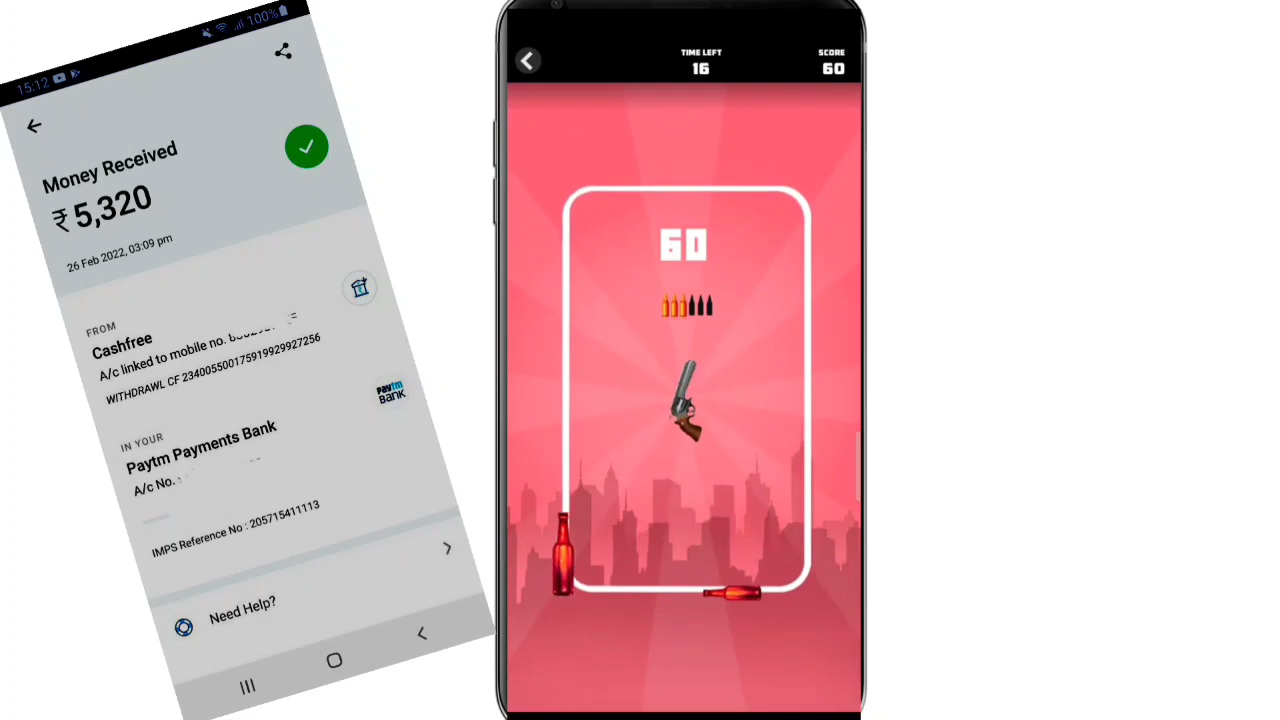 15:12
100%
Money Received
₹ 5,320
26 Feb 2022, 03:09 pm
FROM
Cashfree
A/c linked to mobile no.
WITHDRAWL CF 23400550017591992992​7256
IN YOUR
Paytm Payments Bank
A/c No. :
paytm
BANK
IMPS Reference No : 205715411113
Need Help?
TIME LEFT
16
SCORE
60
60